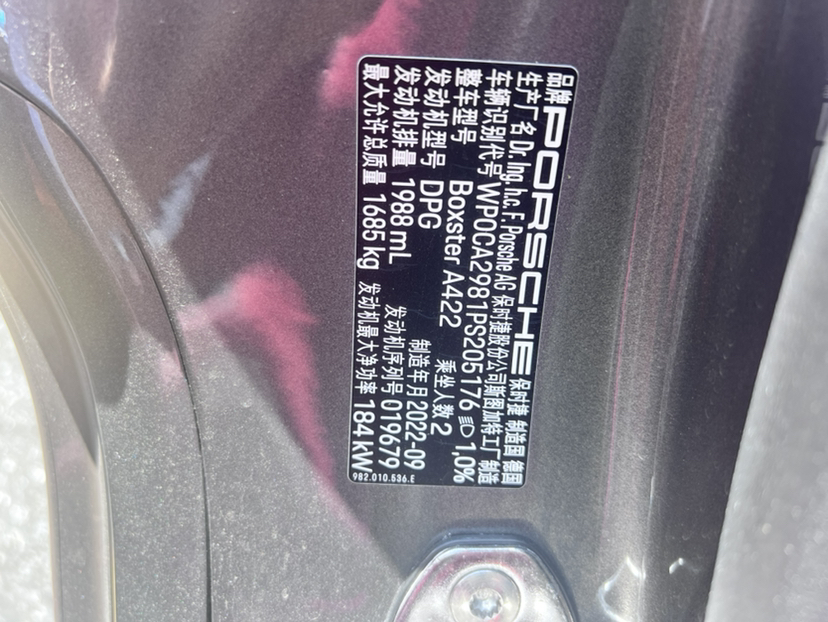 品牌 PORSCHE 保时捷 制造国 德国
生产厂名 Dr. Ing. h.c. F. Porsche AG 保时捷股份公司斯图加特工厂制造
车辆识别代号 WP0CA2981PS205176 1,0%
整车型号 Boxster A422 乘坐人数 2
发动机型号 DPG 制造年月 2022-09
发动机排量 1988 mL 发动机序列号 019679
最大允许总质量 1685 kg 发动机最大净功率 184 kW
982.010.536.E